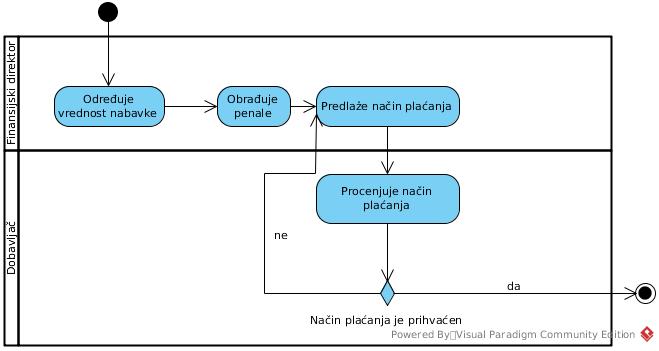 Finansijski direktor
Određuje
vrednost nabavke
Obrađuje
penale
Predlaže način plaćanja
Dobavljač
Procenjuje način
plaćanja
ne
da
Način plaćanja je prihvaćen
Powered By Visual Paradigm Community Edition